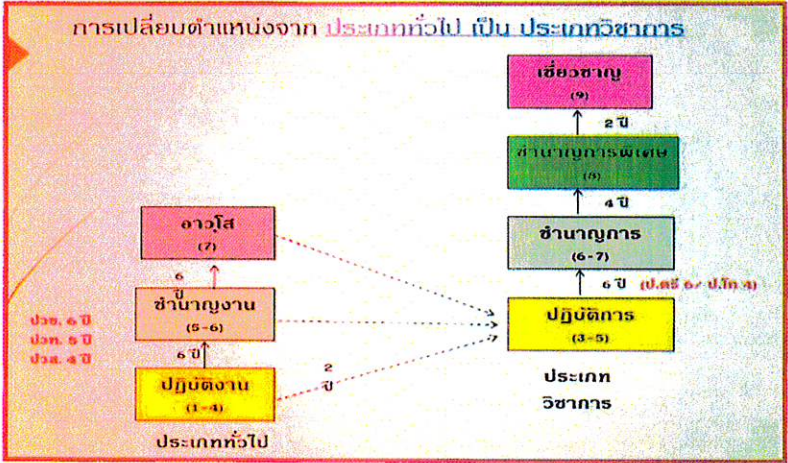 การเปลี่ยนตำแหน่งจาก ประเภททั่วไป เป็น ประเภทวิชาการ
เชี่ยวชาญ
(9)
2 ปี
ชำนาญการพิเศษ
(8)
4 ปี
ชำนาญการ
(6-7)
6 ปี (ป.ตรี 6/ ป.โท 4)
ปฏิบัติการ
(3-5)
ประเภท
วิชาการ
อาวุโส
(7)
6
ปี
ชำนาญงาน
(5-6)
ปวช. 6 ปี
ปวท. 5 ปี
ปวส. 4 ปี
6 ปี
ปฏิบัติงาน
(1-4)
2
ปี
ประเภททั่วไป